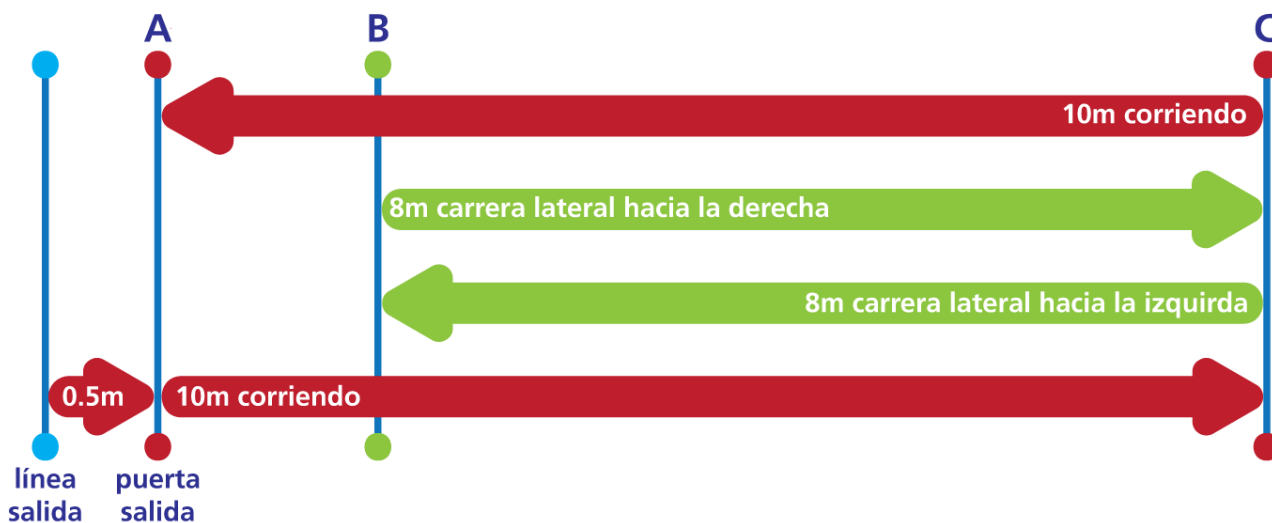 A
B
C
10m corriendo
8m carrera lateral hacia la derecha
8m carrera lateral hacia la izquirda
0.5m
10m corriendo
línea
salida
puerta
salida